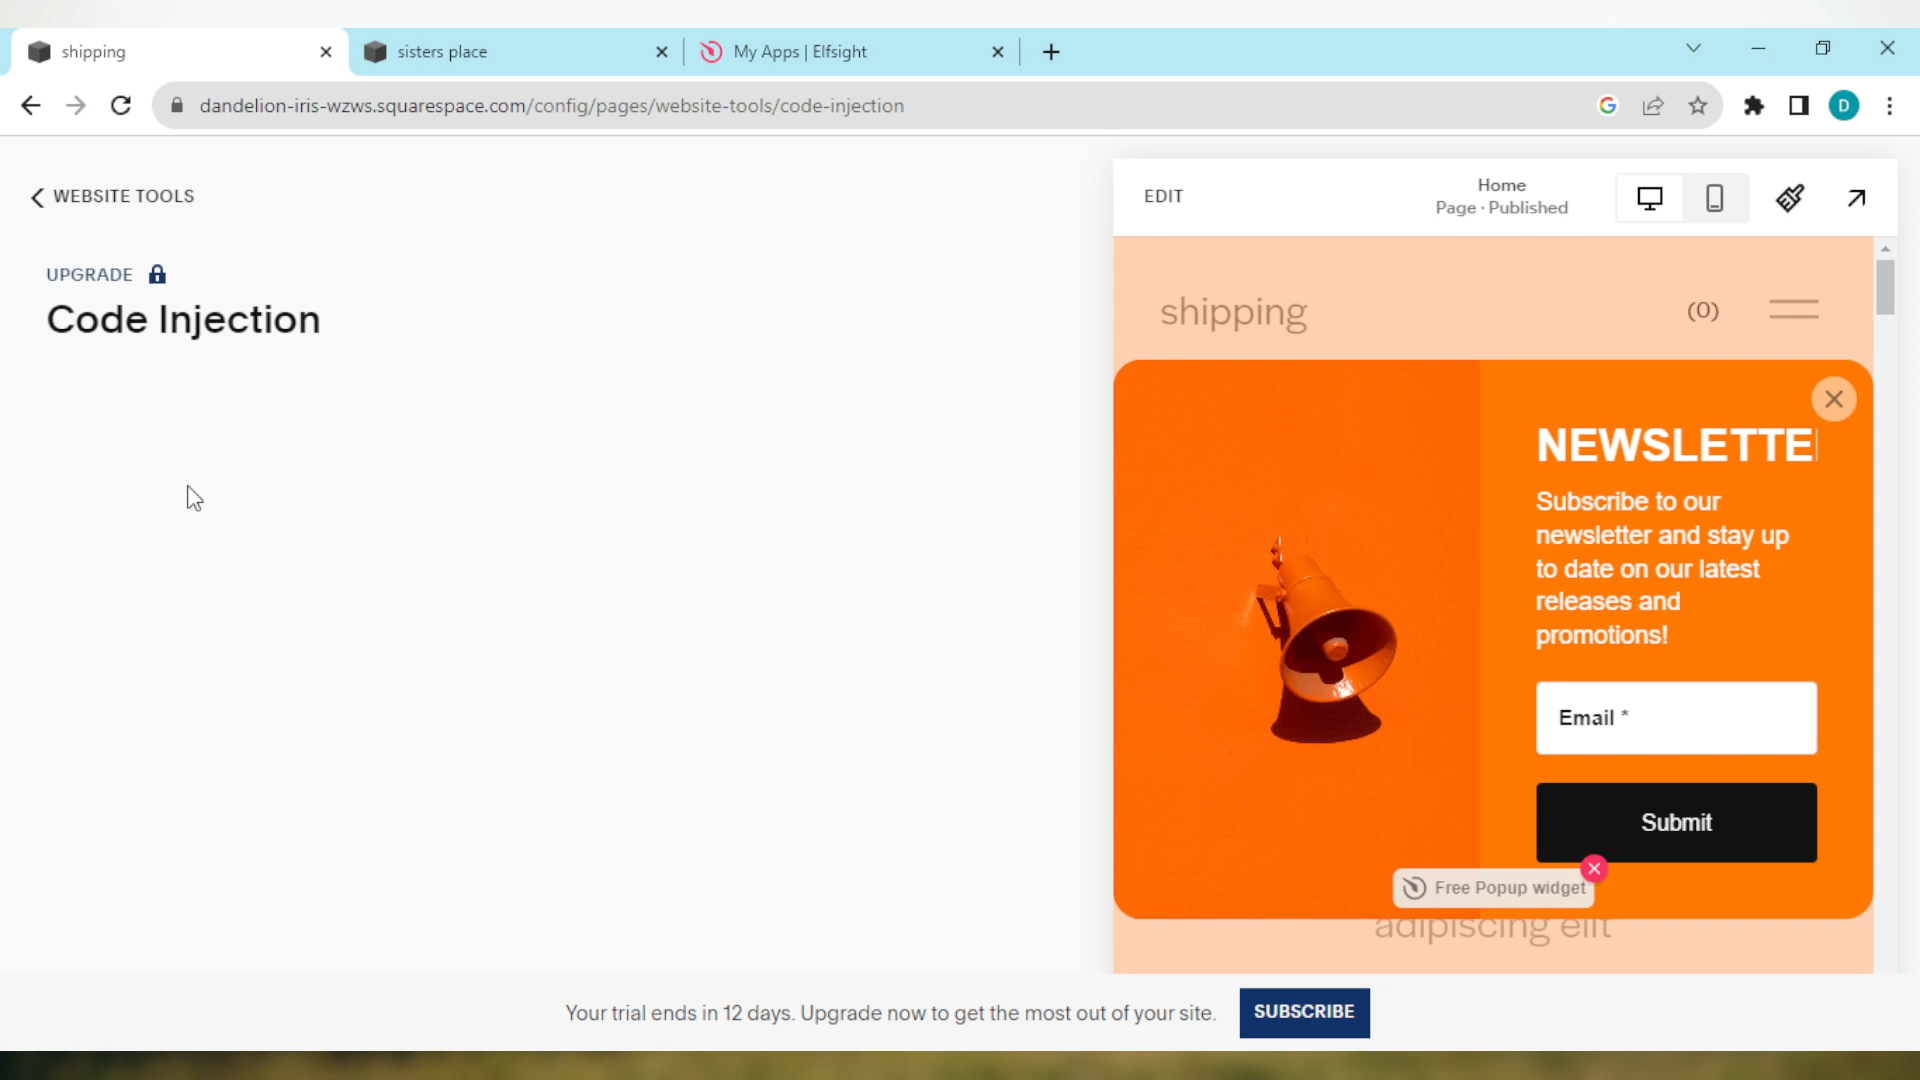 shipping
sisters place
My Apps | Elfsight
dandelion-iris-wzws.squarespace.com/config/pages/website-tools/code-injection
D
WEBSITE TOOLS
EDIT
Home
Page · Published
UPGRADE
Code Injection
shipping
(0)
NEWSLETTE
Subscribe to our
newsletter and stay up
to date on our latest
releases and
promotions!
Email *
Submit
Free Popup widget
adipiscing elit
Your trial ends in 12 days. Upgrade now to get the most out of your site.
SUBSCRIBE